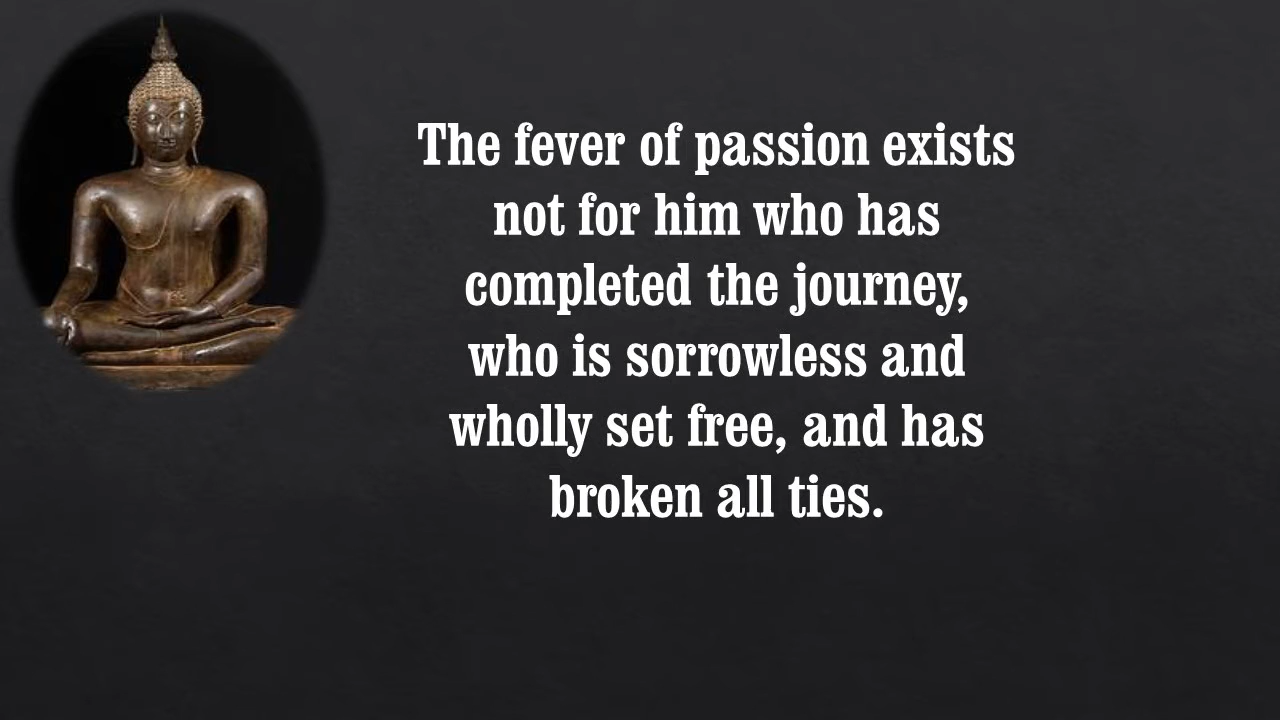 The fever of passion exists
not for him who has
completed the journey,
who is sorrowless and
wholly set free, and has
broken all ties.